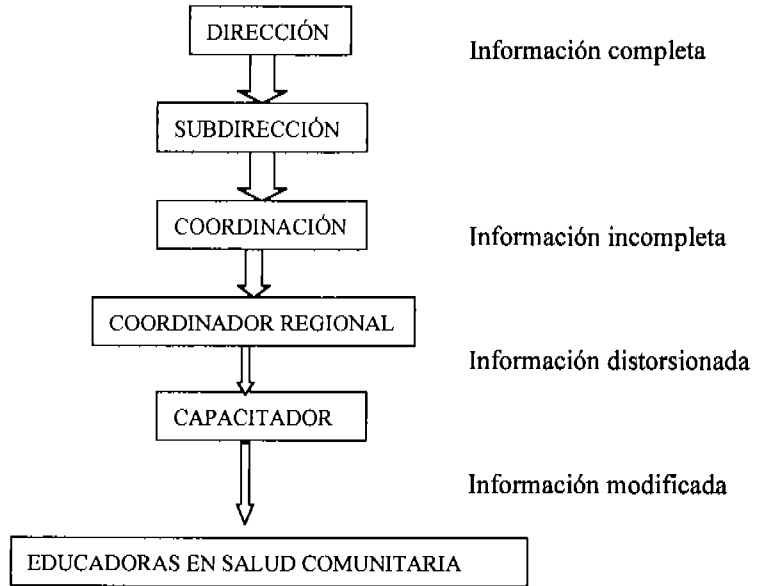 DIRECCIÓN
Información completa
SUBDIRECCIÓN
COORDINACIÓN
Información incompleta
COORDINADOR REGIONAL
Información distorsionada
CAPACITADOR
Información modificada
EDUCADORAS EN SALUD COMUNITARIA